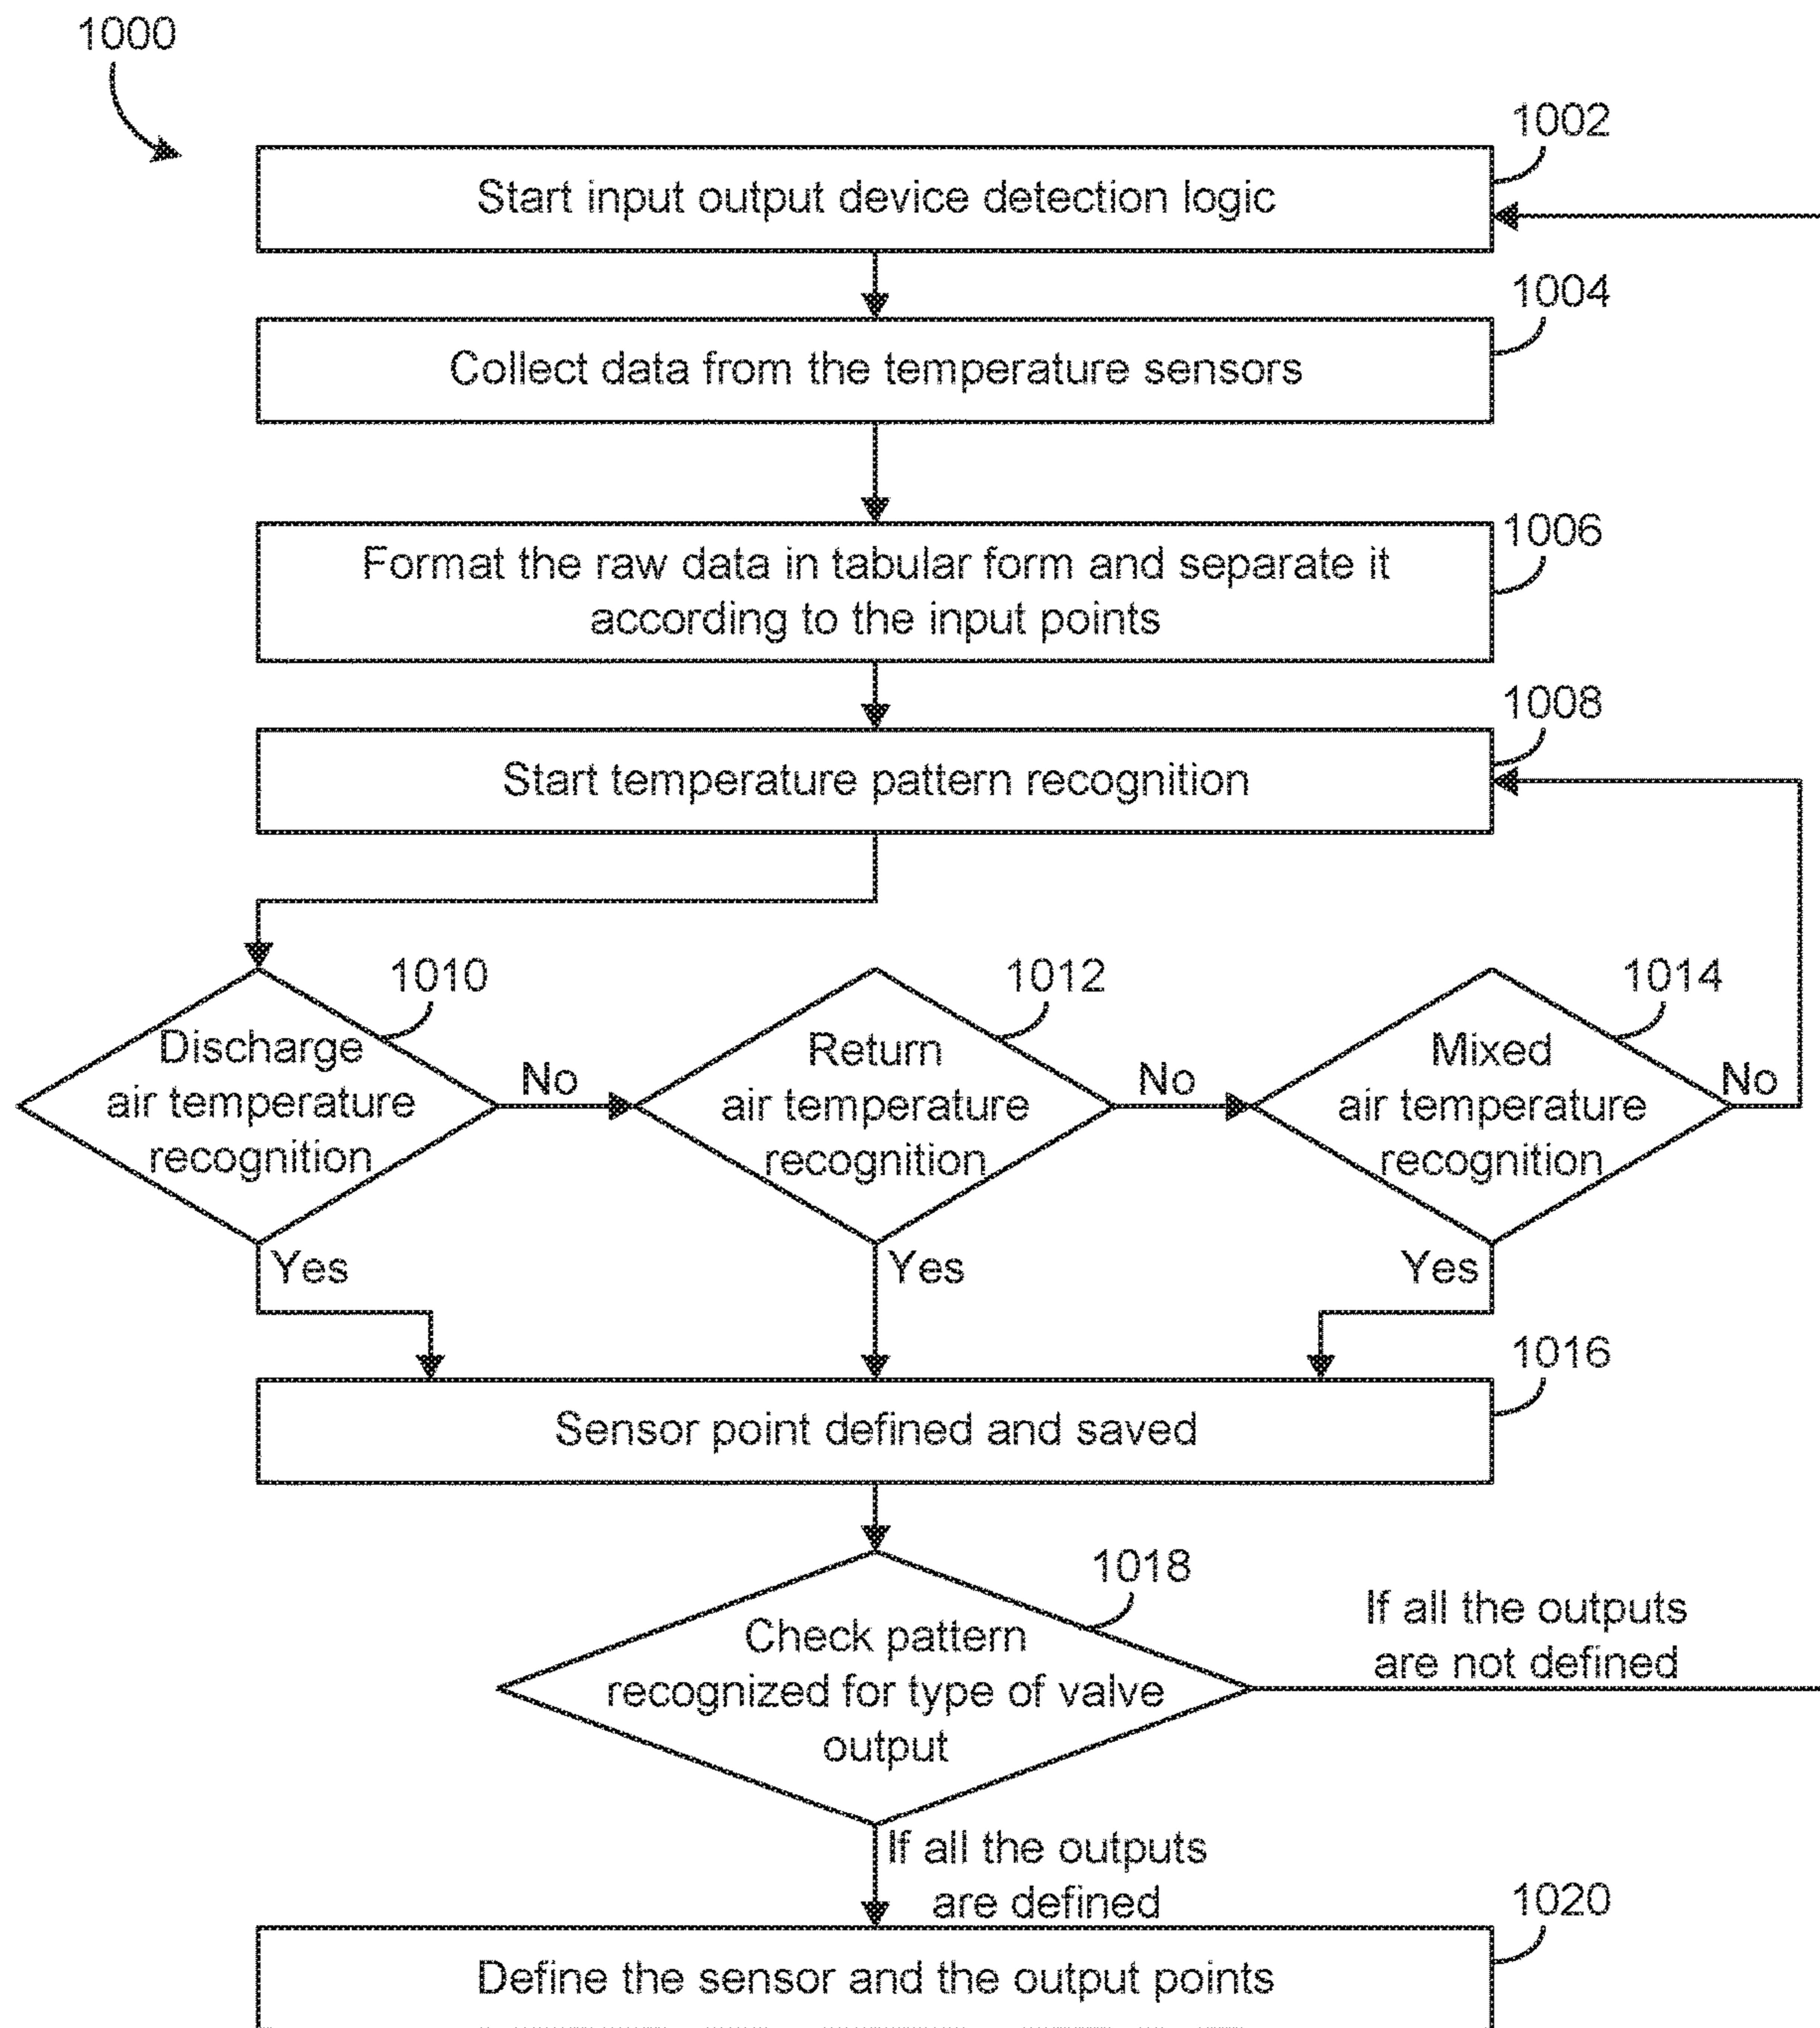 1000
1002
Start input output device detection logic
1004
Collect data from the temperature sensors
1006
Format the raw data in tabular form and separate it
according to the input points
1008
Start temperature pattern recognition
1010
Discharge
air temperature
recognition
No
1012
Return
air temperature
recognition
No
1014
Mixed
air temperature
recognition
No
Yes
Yes
Yes
1016
Sensor point defined and saved
1018
Check pattern
recognized for type of valve
output
If all the outputs
are not defined
If all the outputs
are defined
1020
Define the sensor and the output points